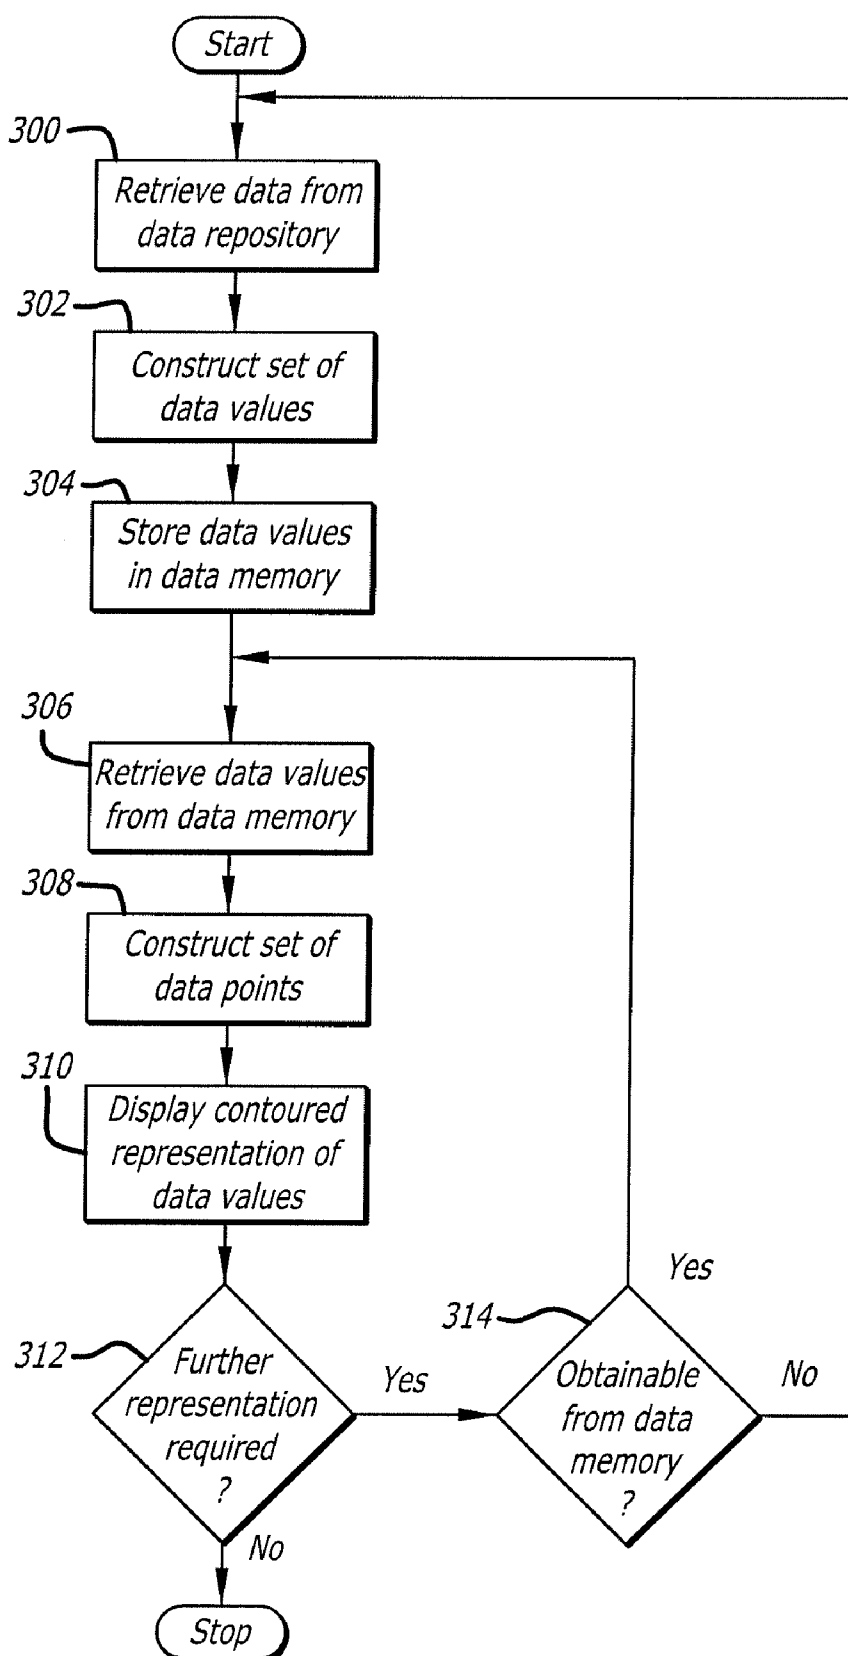 Start
300
Retrieve data from
data repository
302
Construct set of
data values
304
Store data values
in data memory
306
Retrieve data values
from data memory
308
Construct set of
data points
310
Display contoured
representation of
data values
312
Further
representation
required
?
Yes
No
314
Obtainable
from data
memory
?
Yes
No
Stop